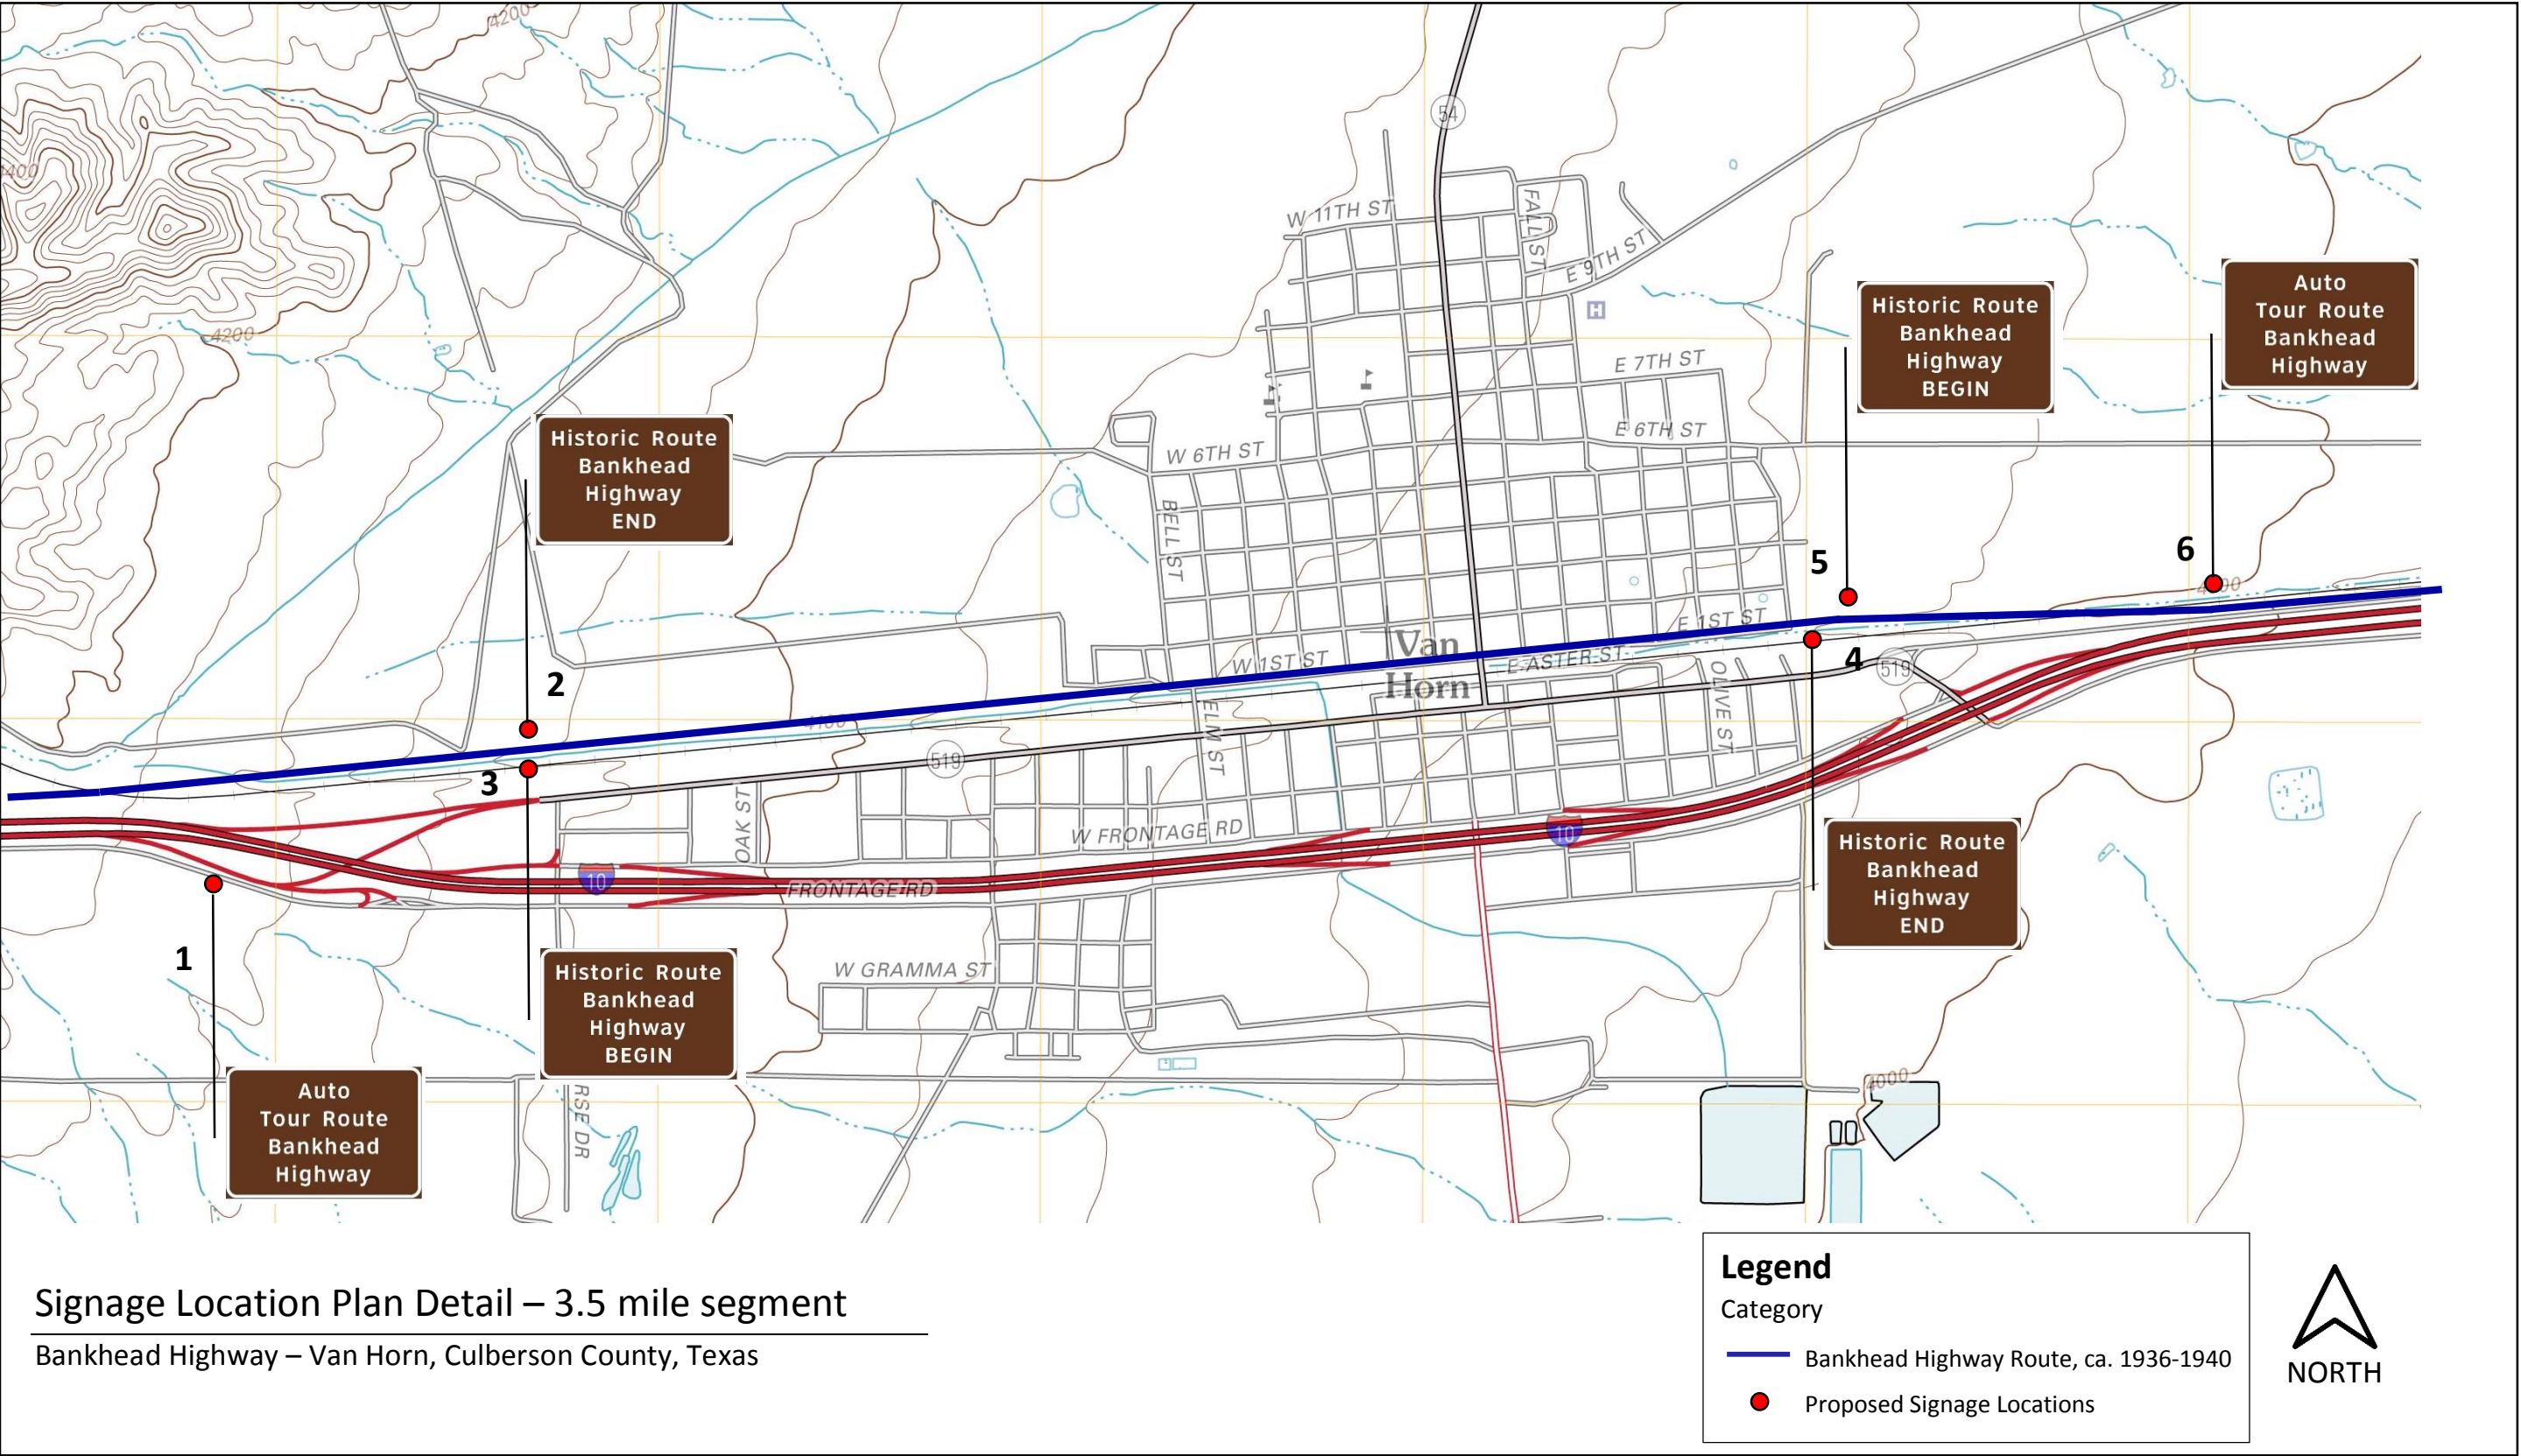 4200
54
4400
W 11TH ST
FALL ST
E 9TH ST
H
4200
Historic Route
Bankhead
Highway
BEGIN
Auto
Tour Route
Bankhead
Highway
E 7TH ST
E 6TH ST
W 6TH ST
Historic Route
Bankhead
Highway
END
BELL ST
5
6
E 1ST ST
Van
Horn
W 1ST ST
E ASTER ST
4
519
OLIVE ST
2
4100
ELM ST
519
3
OAK ST
W FRONTAGE RD
10
10
FRONTAGE RD
Historic Route
Bankhead
Highway
END
1
W GRAMMA ST
Historic Route
Bankhead
Highway
BEGIN
Auto
Tour Route
Bankhead
Highway
RSE DR
4000
Signage Location Plan Detail – 3.5 mile segment
Bankhead Highway – Van Horn, Culberson County, Texas
Legend
Category
Bankhead Highway Route, ca. 1936-1940
Proposed Signage Locations
NORTH